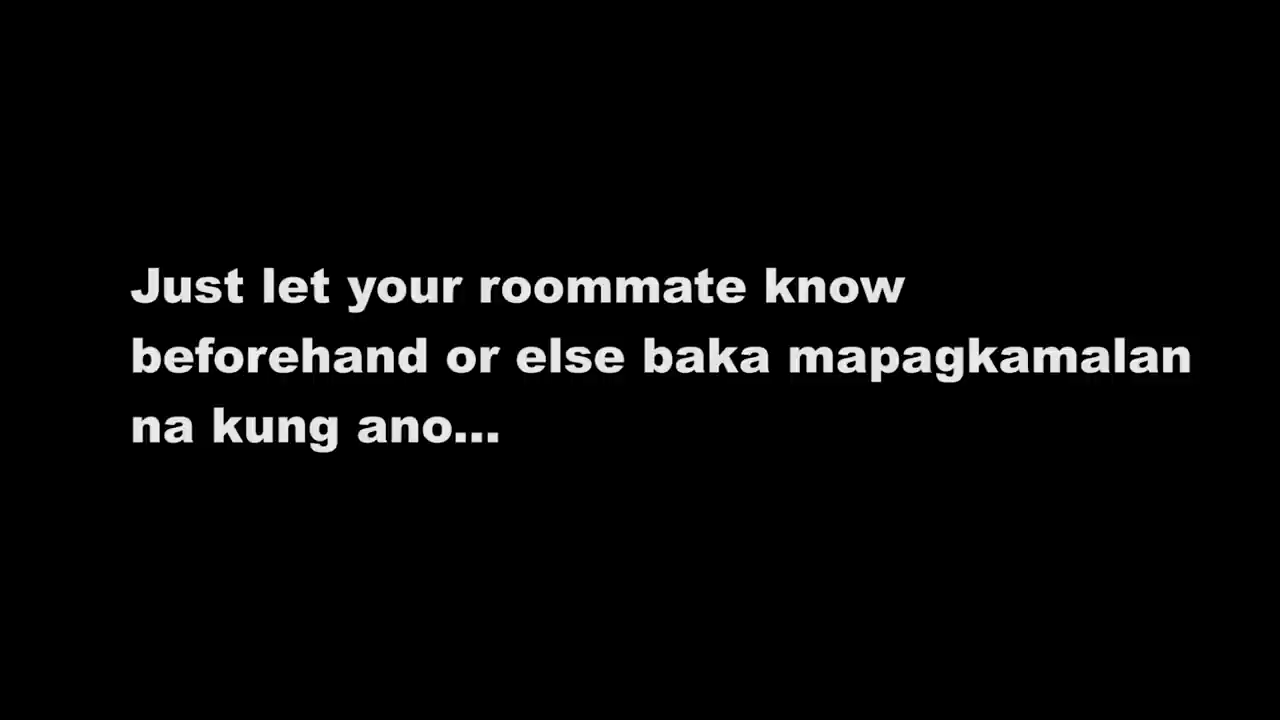 Just let your roommate know
beforehand or else baka mapagkamalan
na kung ano...